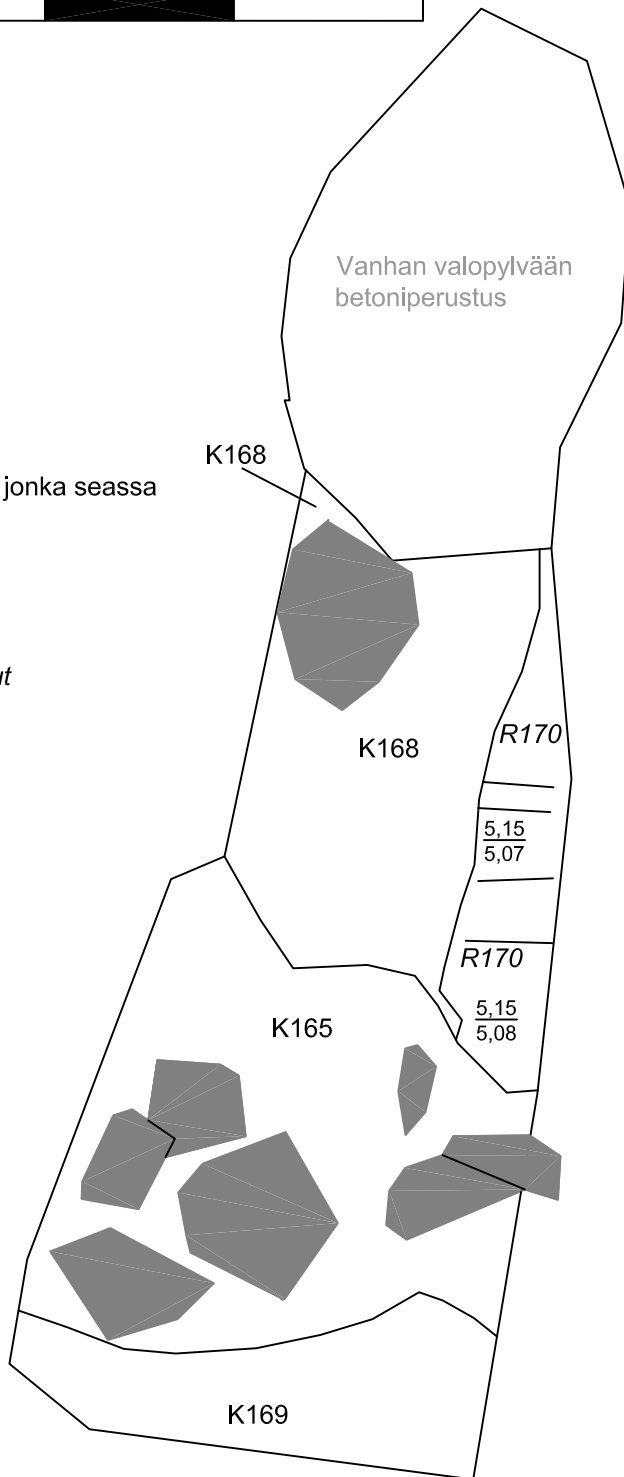 Vanhan valopylvään
betoniperustus
K168
jonka seassa
K168
R170
5,15
5,07
R170
5,15
5,08
K165
K169